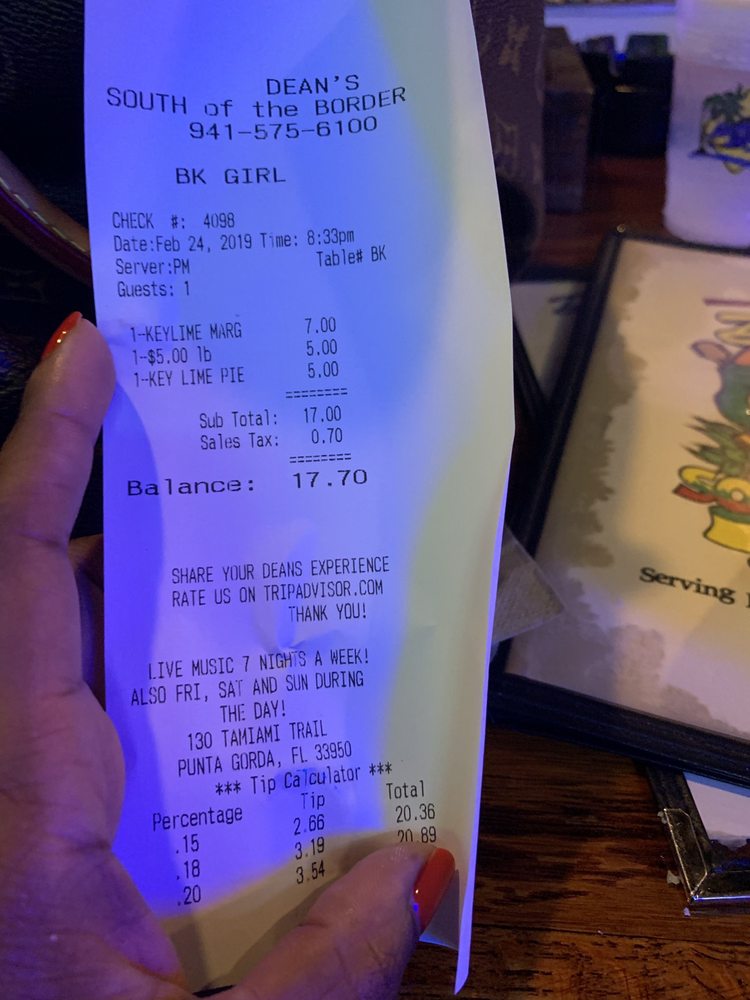 DEAN'S
SOUTH of the BORDER
941-575-6100
BK GIRL
CHECK #: 4098
Date:Feb 24, 2019 Time: 8:33pm
Server:PM Table# BK
Guests: 1
1-KEYLIME MARG 7.00
1-$5.00 lb 5.00
1-KEY LIME PIE 5.00
========
Sub Total: 17.00
Sales Tax: 0.70
========
Balance: 17.70
SHARE YOUR DEANS EXPERIENCE
RATE US ON TRIPADVISOR.COM
THANK YOU!
LIVE MUSIC 7 NIGHTS A WEEK!
ALSO FRI, SAT AND SUN DURING
THE DAY!
130 TAMIAMI TRAIL
PUNTA GORDA, FL 33950
*** Tip Calculator ***
Percentage Tip Total
.15 2.66 20.36
.18 3.19 20.89
.20 3.54
Serving